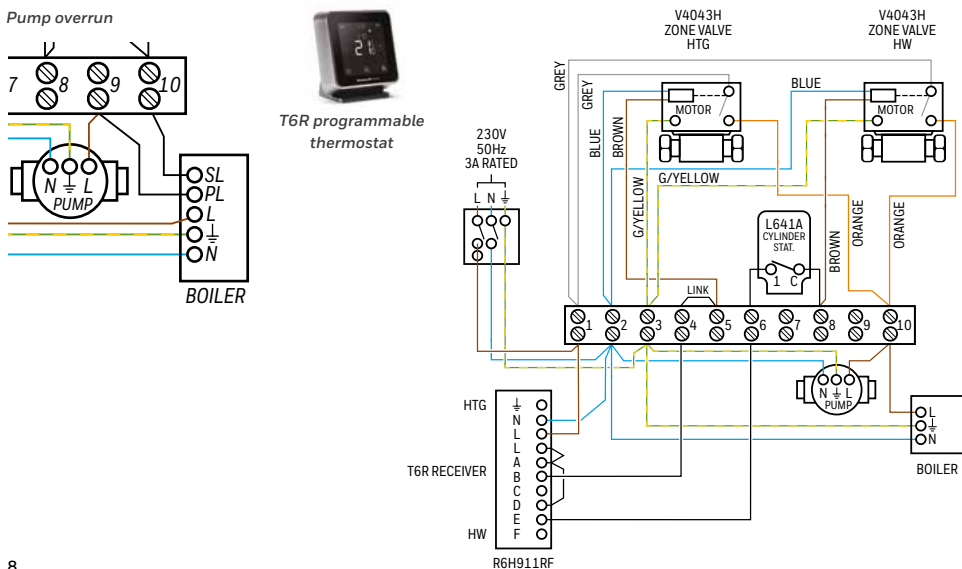 Pump overrun
7 8 9 10
N L
PUMP
SL
PL
L
N
BOILER
21
T6R programmable
thermostat
V4043H
ZONE VALVE
HTG
V4043H
ZONE VALVE
HW
GREY
GREY
BLUE
BROWN
G/YELLOW
MOTOR
BLUE
MOTOR
G/YELLOW
BROWN
ORANGE
ORANGE
230V
50Hz
3A RATED
L N
L641A
CYLINDER
STAT.
1 C
LINK
1 2 3 4 5 6 7 8 9 10
N L
PUMP
L
N
BOILER
HTG
T6R RECEIVER
HW
N
L
L
A
B
C
D
E
F
R6H911RF
8